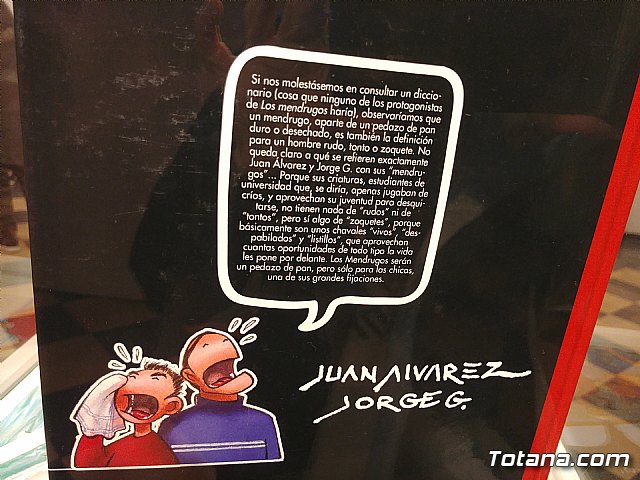 Si nos molestásemos en consultar un diccio-
nario (cosa que ninguno de los protagonistas
de Los mendrugos haría), observaríamos que
un mendrugo, aparte de un pedazo de pan
duro o desechado, es también la definición
para un hombre rudo, tonto o zoquete. No
queda claro a qué se refieren exactamente
Juan Álvarez y Jorge G. con sus "mendru-
gos"... Porque sus criaturas, estudiantes de
universidad que, se diría, apenas jugaban de
críos, y aprovechan su juventud para desqui-
tarse, no tienen nada de "rudos" ni de
"tontos", pero sí algo de "zoquetes", porque
básicamente son unos chavales "vivos", "des-
pabilados" y "listillos", que aprovechan
cuantas oportunidades de todo tipo la vida
les pone por delante. Los Mendrugos serán
un pedazo de pan, pero sólo para las chicas,
una de sus grandes fijaciones.
JUAN ALVAREZ
JORGE G.
Totana.com